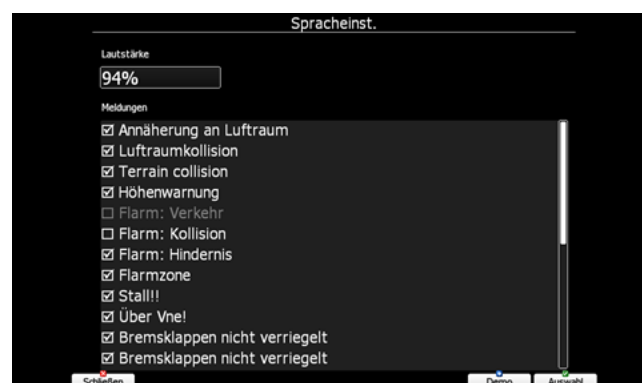 Spracheinst.
Lautstärke
94%
Meldungen
Annäherung an Luftraum
Luftraumkollision
Terrain collision
Höhenwarnung
Flarm: Verkehr
Flarm: Kollision
Flarm: Hindernis
Flarmzone
Stall!!
Über Vne!
Bremsklappen nicht verriegelt
Bremsklappen nicht verriegelt
Schließen Demo Auswahl